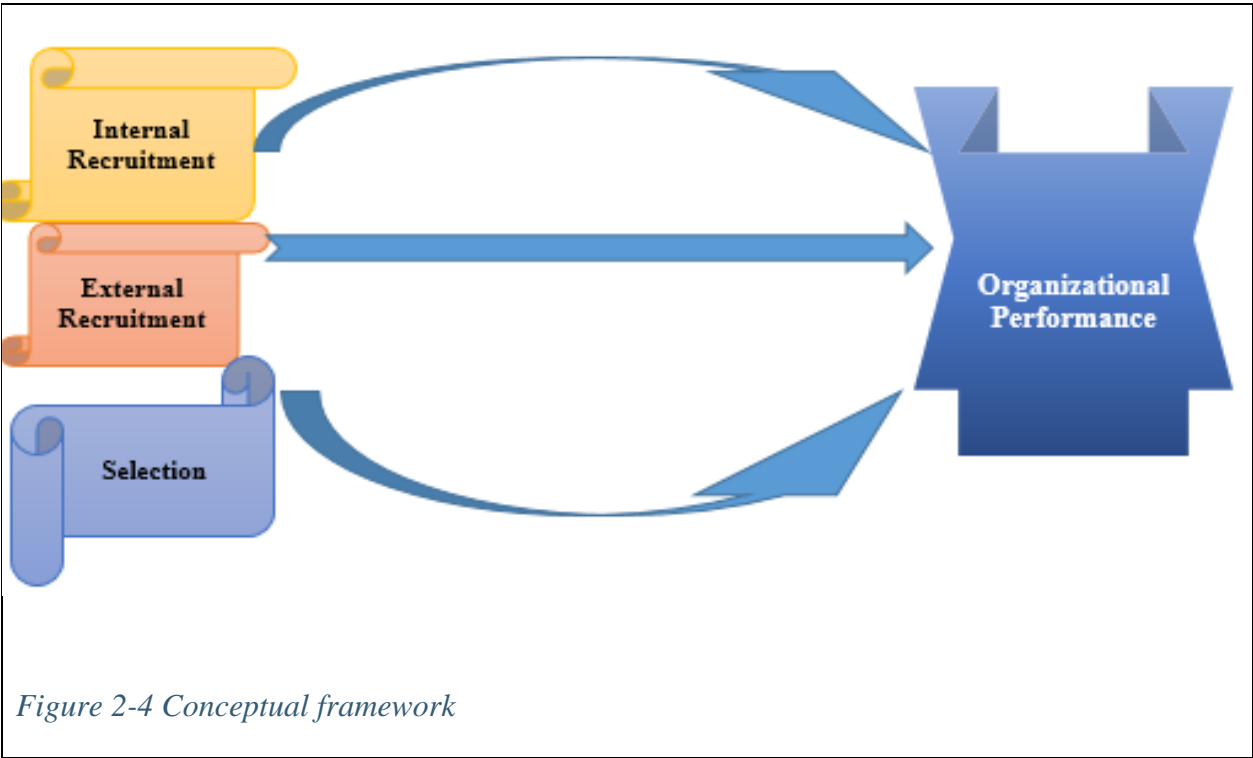 Internal
Recruitment
External
Recruitment
Selection
Organizational
Performance
Figure 2-4 Conceptual framework